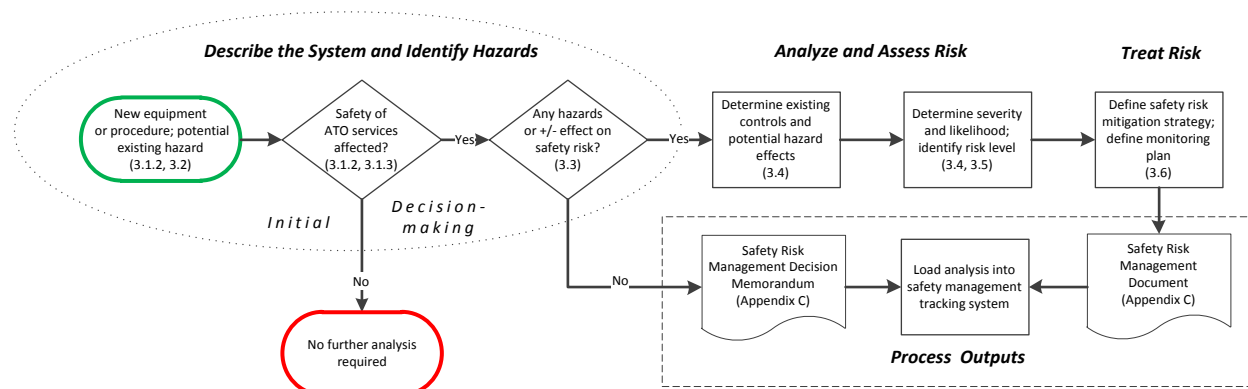 Describe the System and Identify Hazards
Analyze and Assess Risk
Treat Risk
New equipment
or procedure; potential
existing hazard
(3.1.2, 3.2)
Safety of
ATO services
affected?
(3.1.2, 3.1.3)
Yes
Any hazards
or +/- effect on
safety risk?
(3.3)
Yes
Determine existing
controls and
potential hazard
effects
(3.4)
Determine severity
and likelihood;
identify risk level
(3.4, 3.5)
Define safety risk
mitigation strategy;
define monitoring
plan
(3.6)
Initial
Decision-
making
No
No further analysis
required
No
Safety Risk
Management Decision
Memorandum
(Appendix C)
Load analysis into
safety management
tracking system
Safety Risk
Management
Document
(Appendix C)
Process Outputs